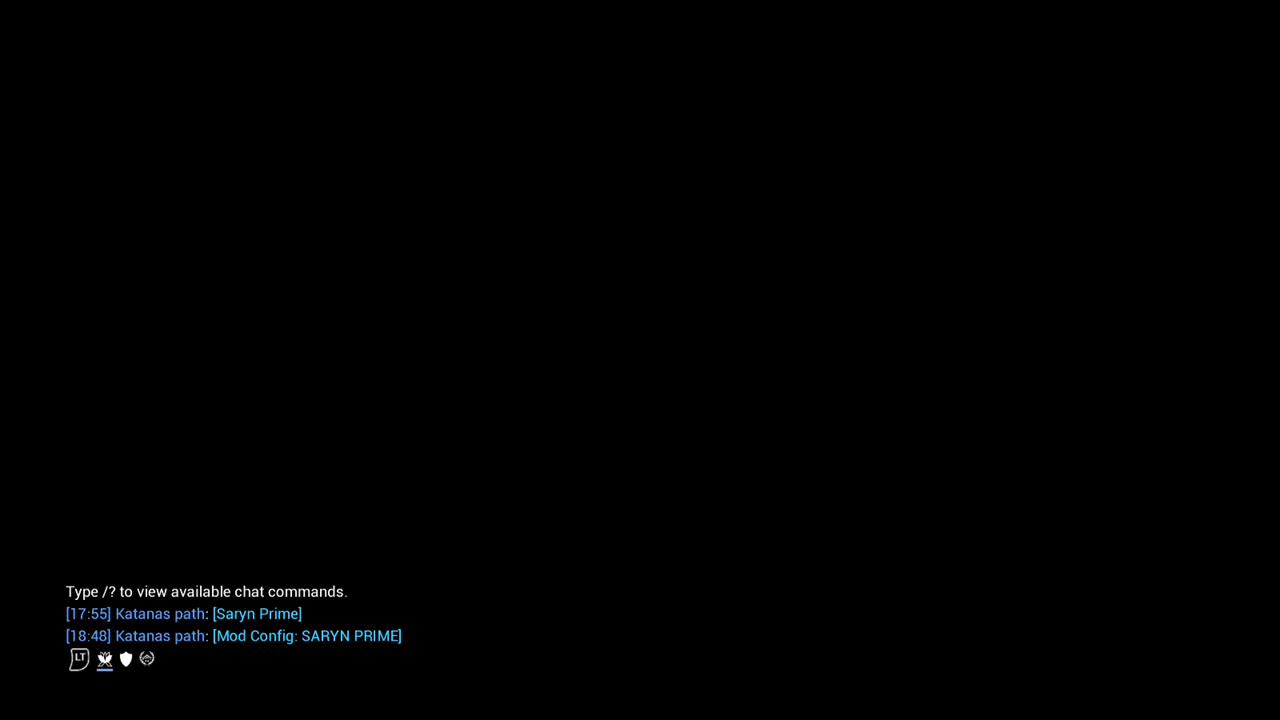 Type /? to view available chat commands.
[17:55] Katanas path: [Saryn Prime]
[18:48] Katanas path: [Mod Config: SARYN PRIME]
LT